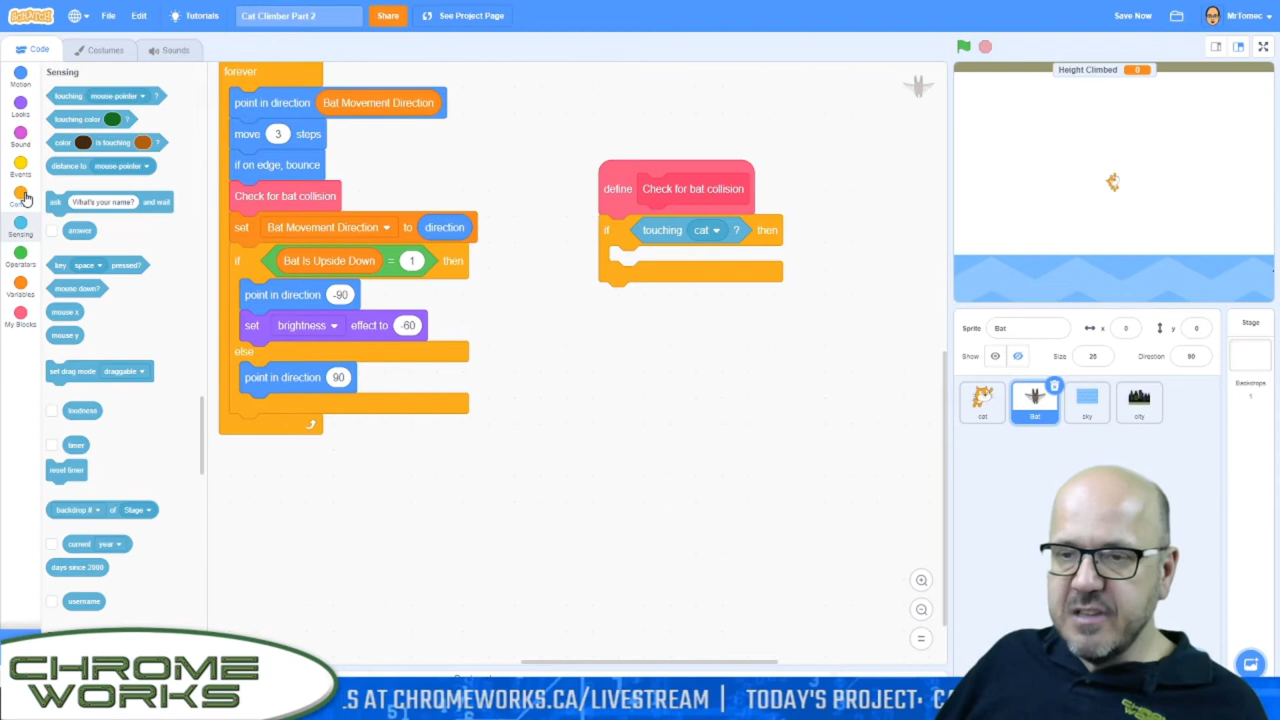 SCRATCH File Edit Tutorials Cat Climber Part 2 Share See Project Page Save Now MrTomec
Code Costumes Sounds
Motion
Looks
Sound
Events
Sensing
Operators
Variables
My Blocks
Sensing
touching mouse-pointer ?
touching color ?
color is touching ?
distance to mouse-pointer
ask What's your name? and wait
answer
key space pressed?
mouse down?
mouse x
mouse y
set drag mode draggable
loudness
timer
reset timer
backdrop # of Stage
current year
days since 2000
username
forever
point in direction Bat Movement Direction
move 3 steps
if on edge, bounce
Check for bat collision
set Bat Movement Direction to direction
if Bat Is Upside Down = 1 then
point in direction -90
set brightness effect to -60
else
point in direction 90
define Check for bat collision
if touching cat ? then
Height Climbed 0
Sprite Bat x 0 y 0
Show Size 28 Direction 90
cat Bat sky city
Stage
Backdrops
1
CHROME
WORKS
S AT CHROMEWORKS.CA/LIVESTREAM | TODAY'S PROJECT: